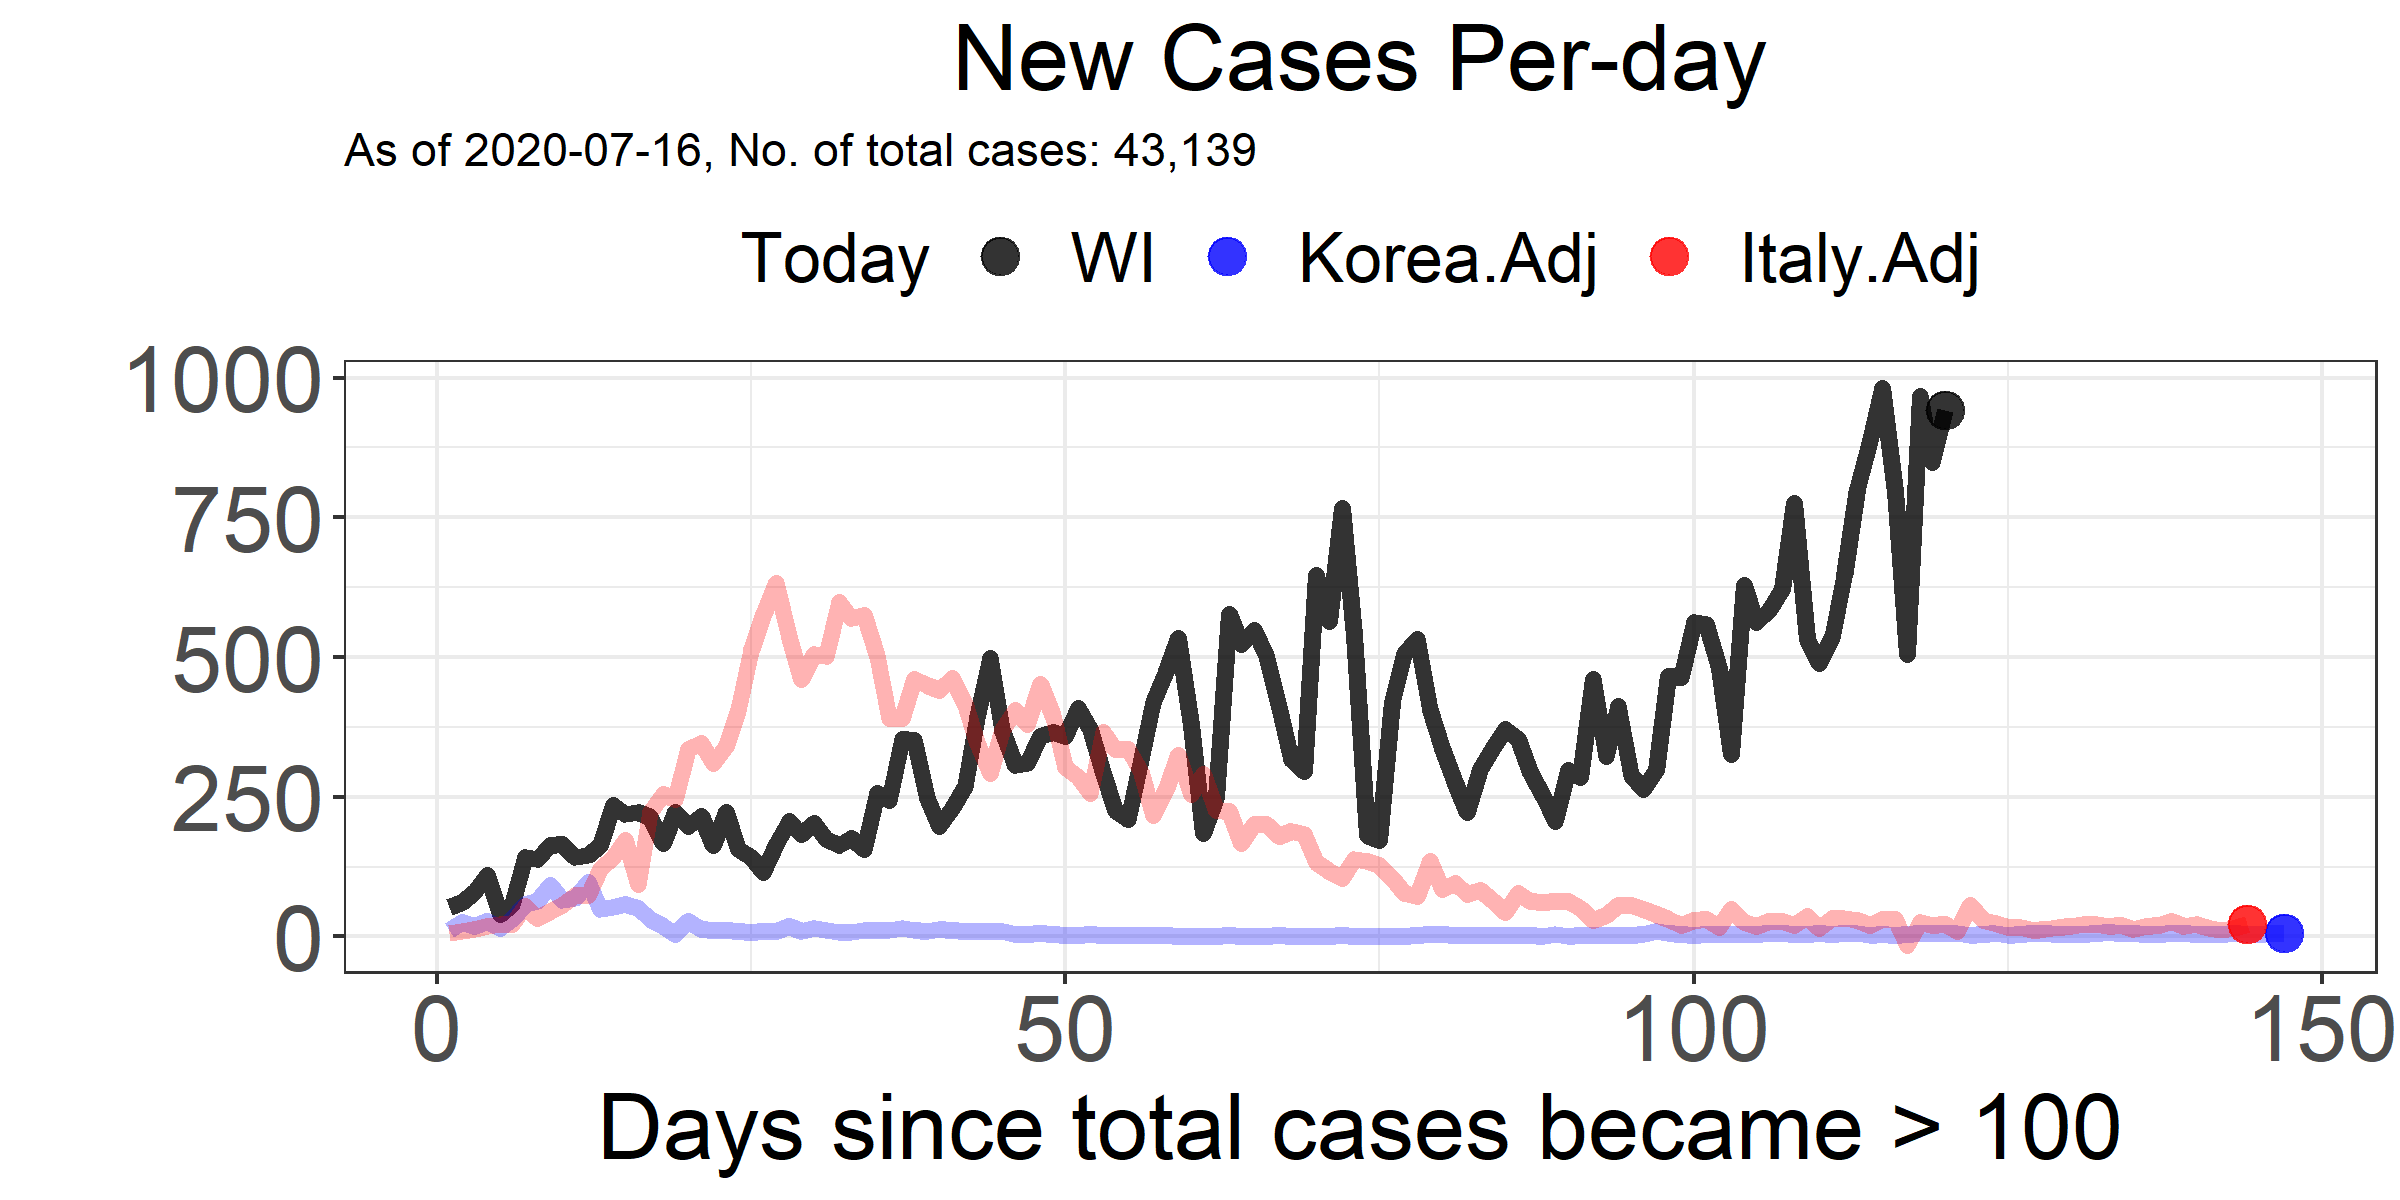 New Cases Per-day
As of 2020-07-16, No. of total cases: 43,139
Today WI Korea.Adj Italy.Adj
1000
750
500
250
0
0 50 100 150
Days since total cases became > 100